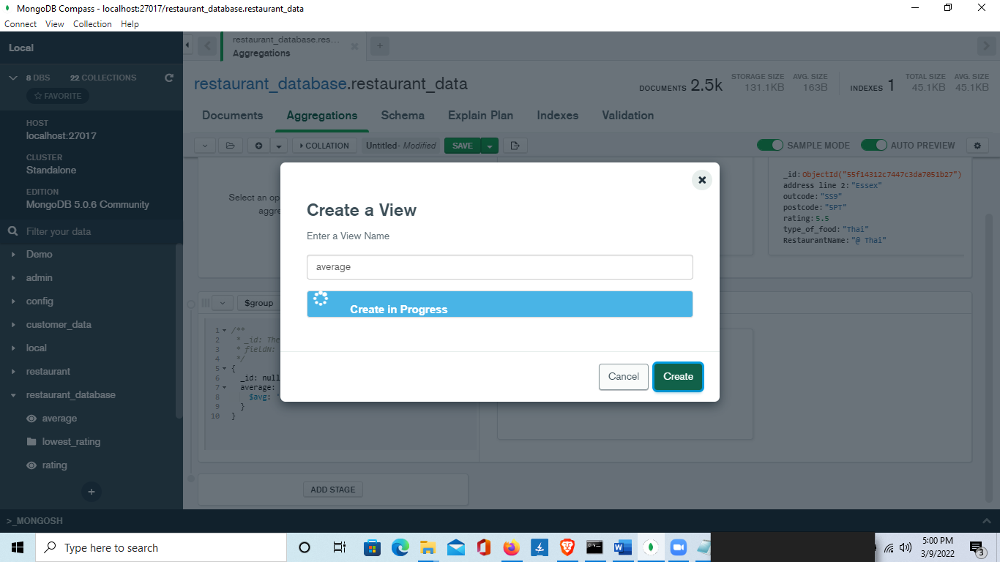 MongoDB Compass - localhost:27017/restaurant_database.restaurant_data
Connect View Collection Help
Local
8 DBS 22 COLLECTIONS
FAVORITE
HOST
localhost:27017
CLUSTER
Standalone
EDITION
MongoDB 5.0.6 Community
Filter your data
Demo
admin
config
customer_data
local
restaurant
restaurant_database
average
lowest_rating
rating
+
>_MONGOSH
restaurant_database.res...
Aggregations
+
restaurant_database.restaurant_data
DOCUMENTS 2.5k
STORAGE SIZE
131.1KB
AVG. SIZE
163B
INDEXES 1
TOTAL SIZE
45.1KB
AVG. SIZE
45.1KB
Documents Aggregations Schema Explain Plan Indexes Validation
COLLATION Untitled- Modified SAVE SAMPLE MODE AUTO PREVIEW
Select an op
aggre
_id:ObjectId("55f14312c7447c3da7051b27")
address line 2:"Essex"
outcode:"SS9"
postcode:"5PT"
rating:5.5
type_of_food:"Thai"
RestaurantName:"@ Thai"
Create a View
Enter a View Name
average
Create in Progress
Cancel Create
$group
1 /**
2 * _id: The
3 * fieldN:
4 */
5 {
6 _id: null
7 average:
8 $avg: '
9 }
10 }
ADD STAGE
Type here to search
5:00 PM
3/9/2022
3